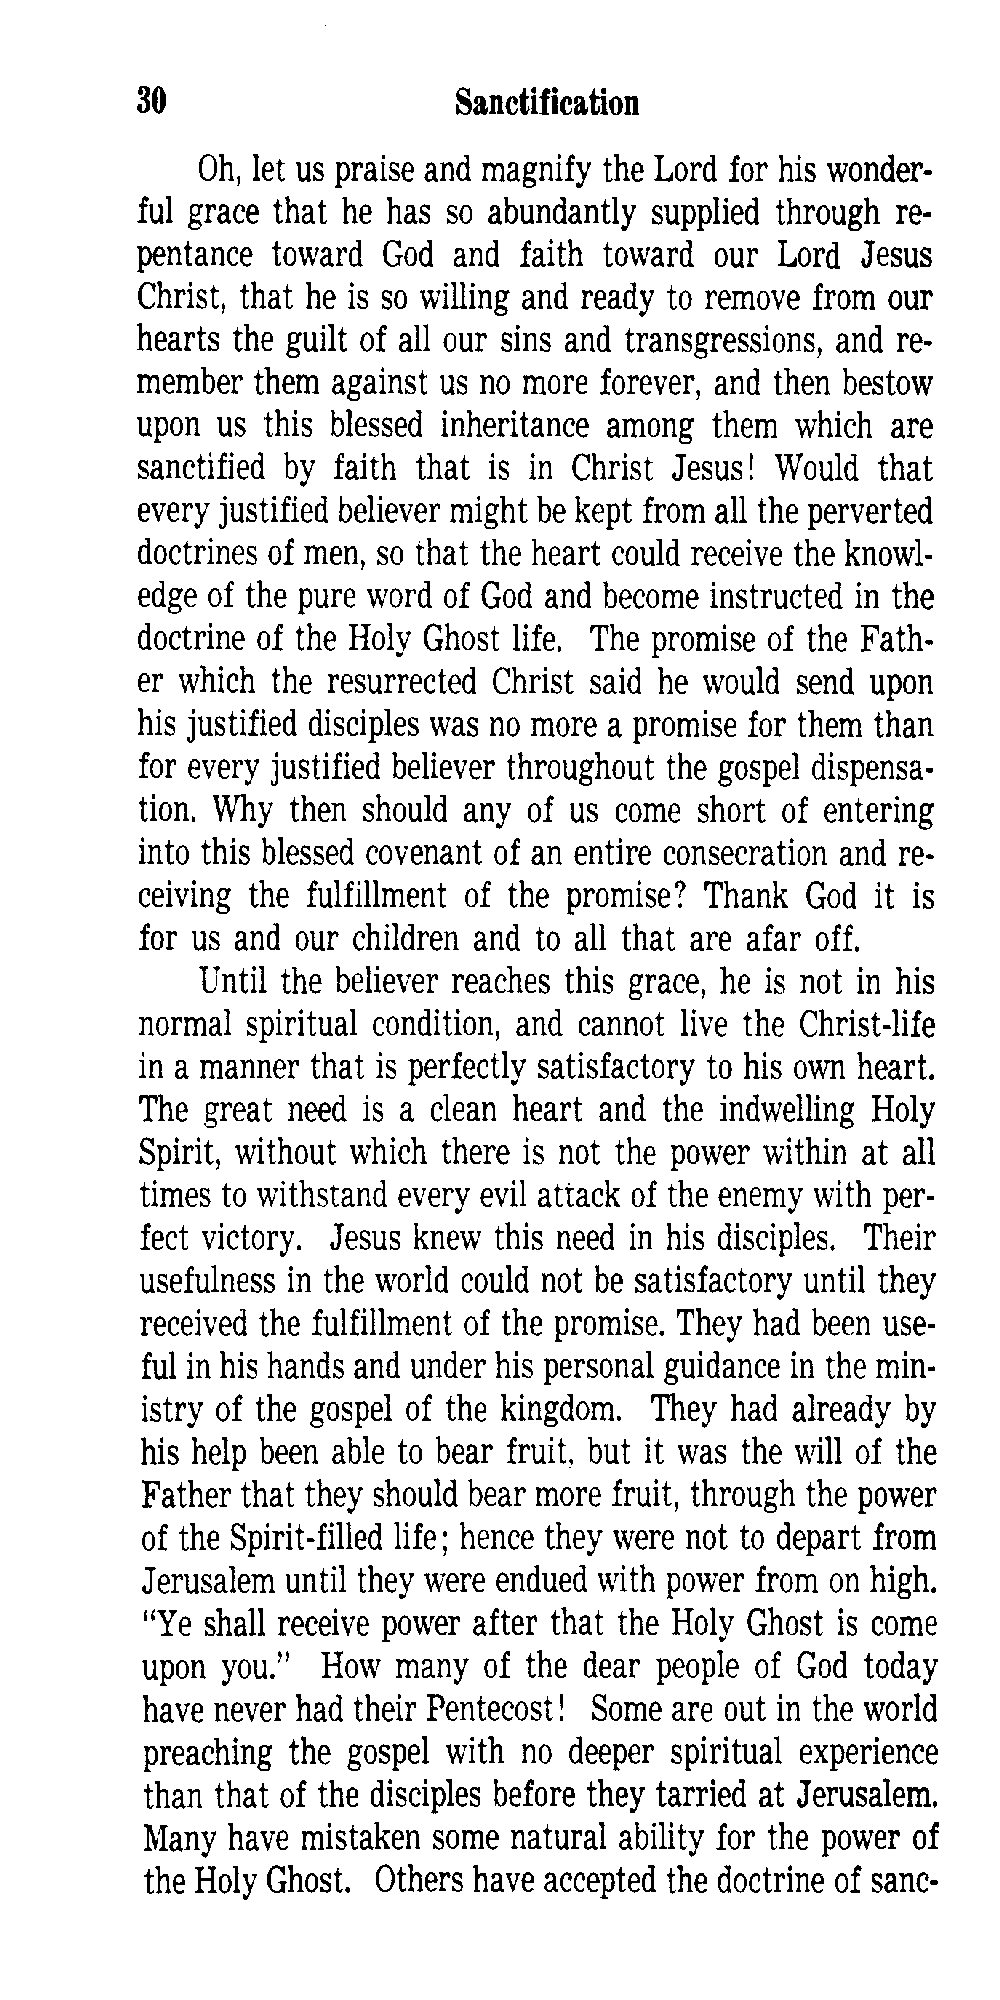 30 Sanctification
Oh, let us praise and magnify the Lord for his wonder-
ful grace that he has so abundantly supplied through re-
pentance toward God and faith toward our Lord Jesus
Christ, that he is so willing and ready to remove from our
hearts the guilt of all our sins and transgressions, and re-
member them against us no more forever, and then bestow
upon us this blessed inheritance among them which are
sanctified by faith that is in Christ Jesus! Would that
every justified believer might be kept from all the perverted
doctrines of men, so that the heart could receive the knowl-
edge of the pure word of God and become instructed in the
doctrine of the Holy Ghost life. The promise of the Fath-
er which the resurrected Christ said he would send upon
his justified disciples was no more a promise for them than
for every justified believer throughout the gospel dispensa-
tion. Why then should any of us come short of entering
into this blessed covenant of an entire consecration and re-
ceiving the fulfillment of the promise? Thank God it is
for us and our children and to all that are afar off.
Until the believer reaches this grace, he is not in his
normal spiritual condition, and cannot live the Christ-life
in a manner that is perfectly satisfactory to his own heart.
The great need is a clean heart and the indwelling Holy
Spirit, without which there is not the power within at all
times to withstand every evil attack of the enemy with per-
fect victory. Jesus knew this need in his disciples. Their
usefulness in the world could not be satisfactory until they
received the fulfillment of the promise. They had been use-
ful in his hands and under his personal guidance in the min-
istry of the gospel of the kingdom. They had already by
his help been able to bear fruit, but it was the will of the
Father that they should bear more fruit, through the power
of the Spirit-filled life; hence they were not to depart from
Jerusalem until they were endued with power from on high.
"Ye shall receive power after that the Holy Ghost is come
upon you." How many of the dear people of God today
have never had their Pentecost! Some are out in the world
preaching the gospel with no deeper spiritual experience
than that of the disciples before they tarried at Jerusalem.
Many have mistaken some natural ability for the power of
the Holy Ghost. Others have accepted the doctrine of sanc-